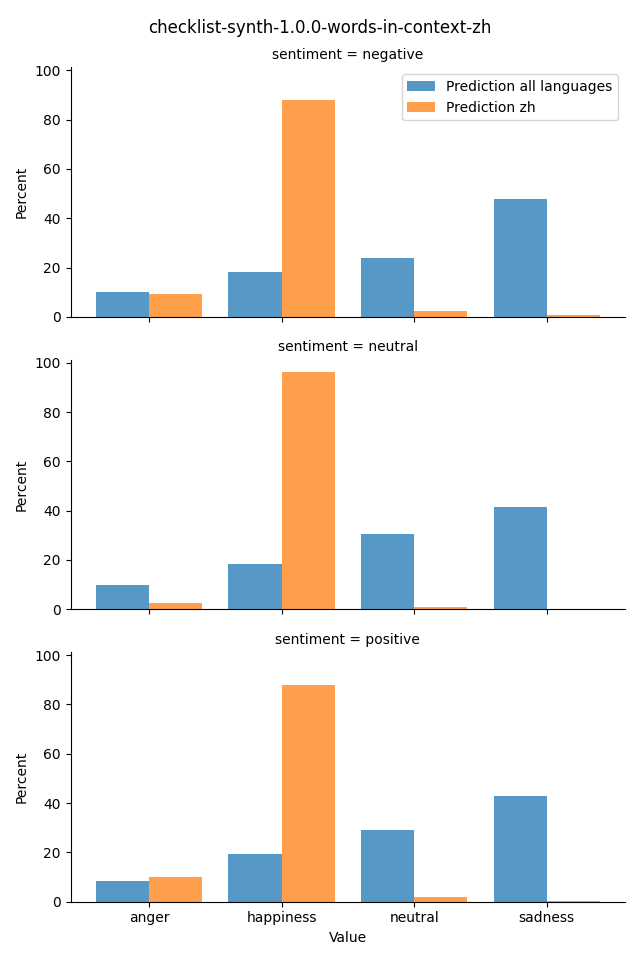 checklist-synth-1.0.0-words-in-context-zh
sentiment = negative
100
80
60
40
20
0
Percent
Prediction all languages
Prediction zh
sentiment = neutral
100
80
60
40
20
0
Percent
sentiment = positive
100
80
60
40
20
0
Percent
anger happiness neutral sadness
Value